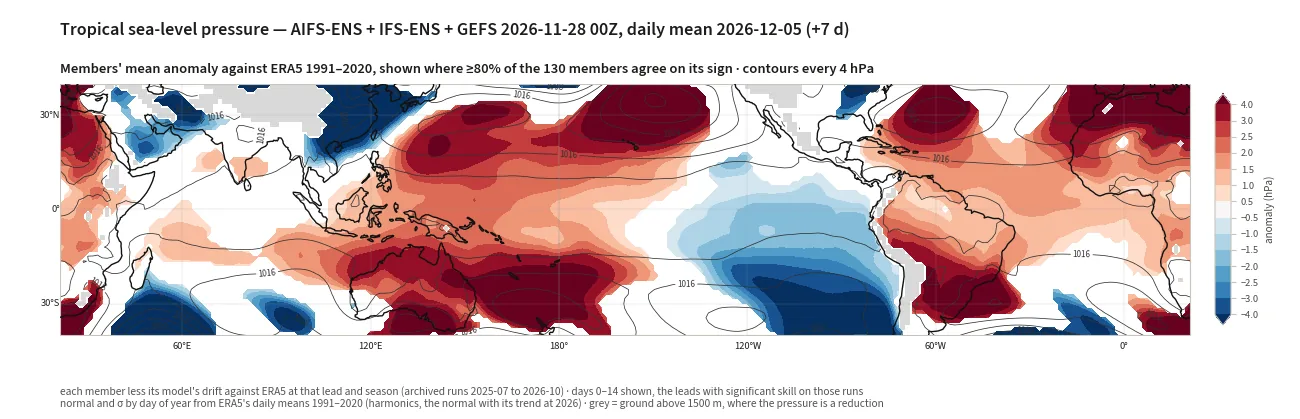 Tropical sea-level pressure — AIFS-ENS + IFS-ENS + GEFS 2026-11-28 00Z, daily mean 2026-12-05 (+7 d)
Members' mean anomaly against ERA5 1991–2020, shown where ≥80% of the 130 members agree on its sign · contours every 4 hPa
30°N
0°
30°S
60°E
120°E
180°
120°W
60°W
0°
1016
1016
1016
1016
1016
1016
1016
1016
1016
4.0
3.0
2.5
2.0
1.5
1.0
0.5
−0.5
−1.0
−1.5
−2.0
−2.5
−3.0
−4.0
anomaly (hPa)
each member less its model's drift against ERA5 at that lead and season (archived runs 2025-07 to 2026-10) · days 0–14 shown, the leads with significant skill on those runs
normal and σ by day of year from ERA5's daily means 1991–2020 (harmonics, the normal with its trend at 2026) · grey = ground above 1500 m, where the pressure is a reduction